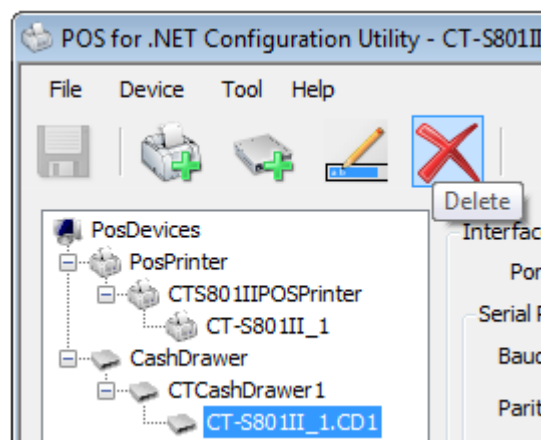 POS for .NET Configuration Utility - CT-S801II
File Device Tool Help
Delete
PosDevices
PosPrinter
CTS801IIPOSPrinter
CT-S801II_1
CashDrawer
CTCashDrawer1
CT-S801II_1.CD1
Interfac
Por
Serial
Baud
Parit